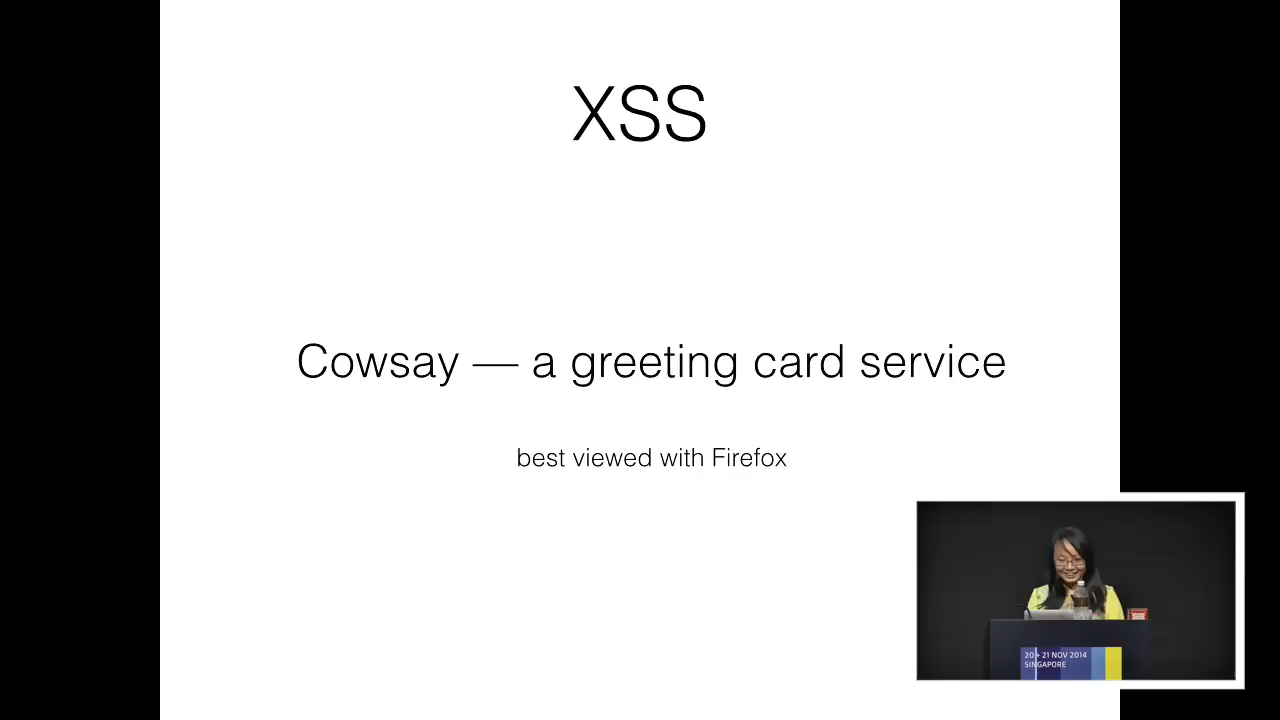 XSS
Cowsay — a greeting card service
best viewed with Firefox
20 + 21 NOV 2014
SINGAPORE